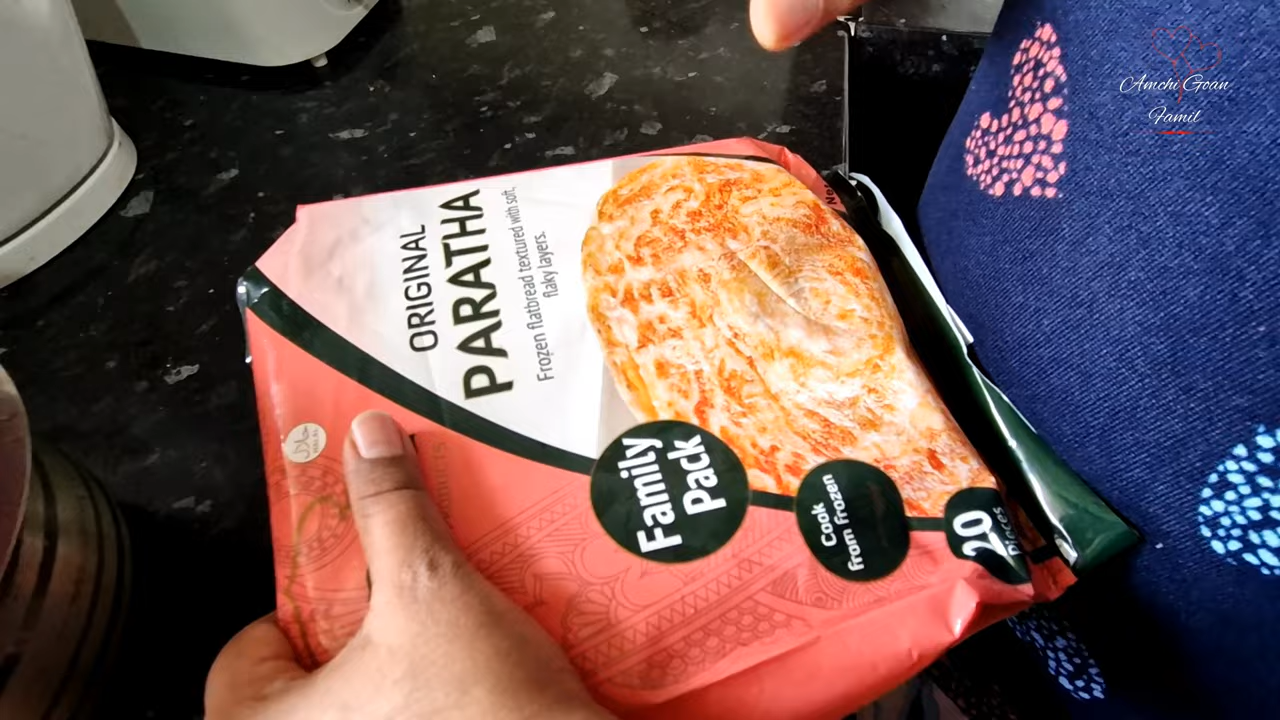 ORIGINAL
PARATHA
Frozen flatbread textured with soft,
flaky layers.
Family
Pack
Cook
from frozen
20
Pieces
Amchi Goan
Famil